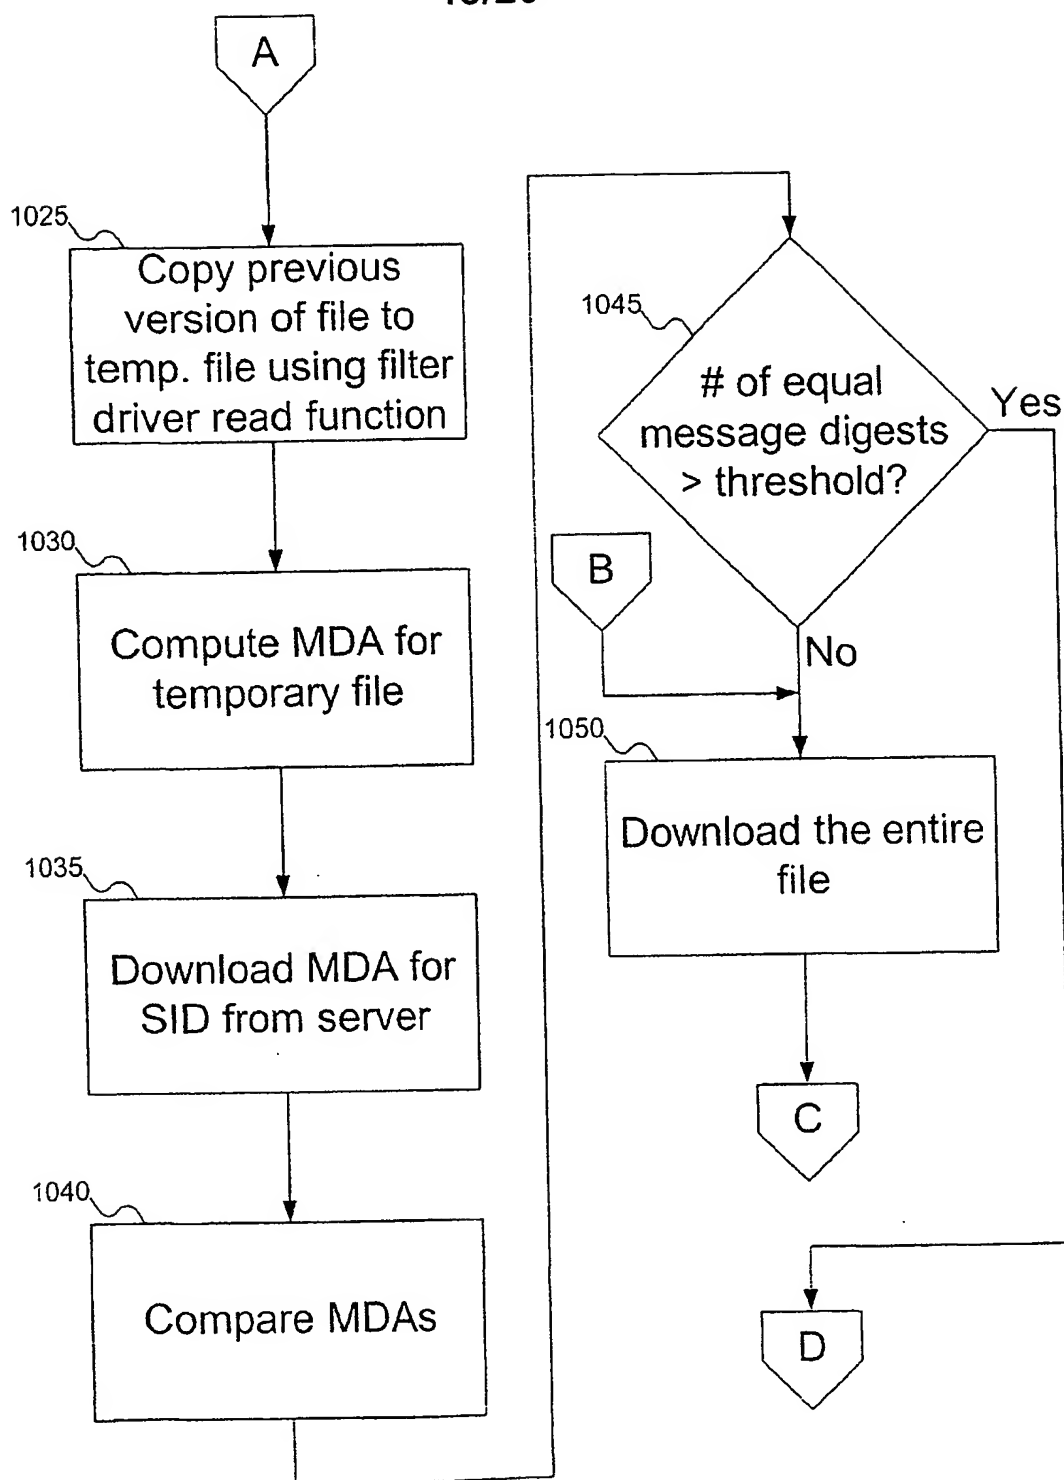 A
1025
Copy previous
version of file to
temp. file using filter
driver read function
1030
Compute MDA for
temporary file
1035
Download MDA for
SID from server
1040
Compare MDAs
1045
# of equal
message digests
> threshold?
Yes
B
No
1050
Download the entire
file
C
D